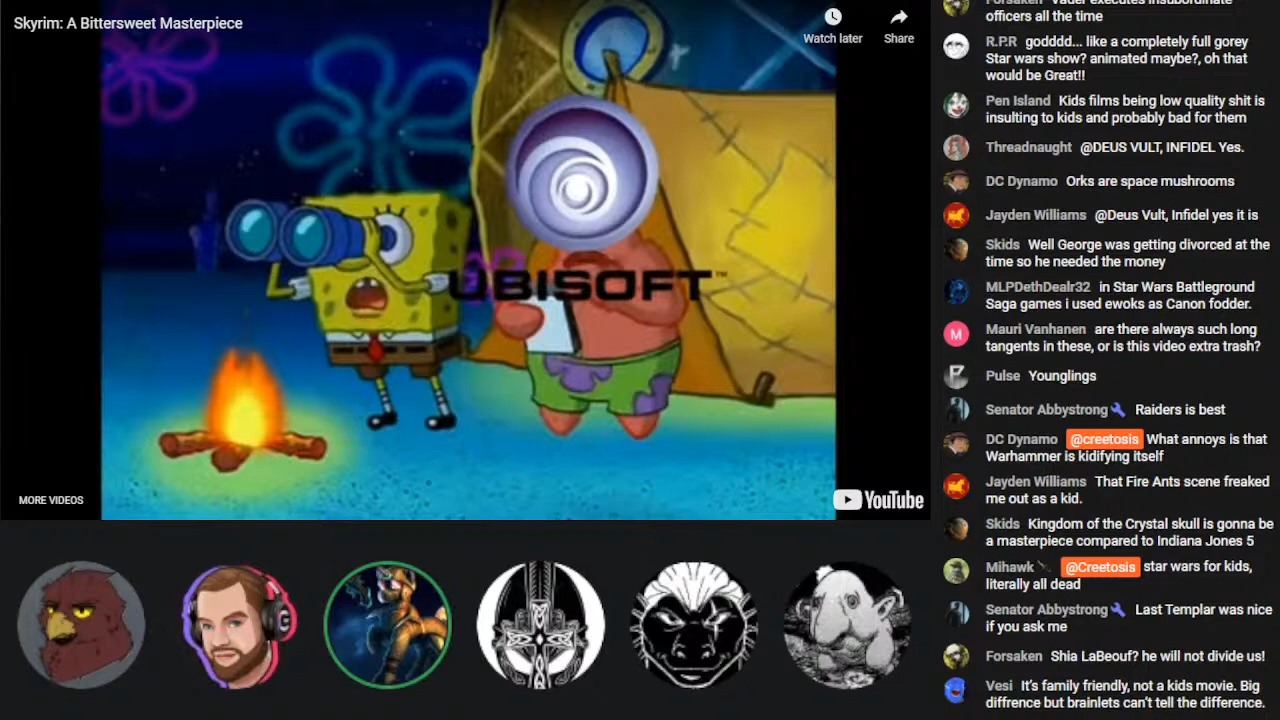 Skyrim: A Bittersweet Masterpiece
Watch later
Share
UBISOFT™
MORE VIDEOS
YouTube
Forsaken Vader executes insubordinate
officers all the time
R.P.R godddd... like a completely full gorey
Star wars show? animated maybe?, oh that
would be Great!!
Pen Island Kids films being low quality shit is
insulting to kids and probably bad for them
Threadnaught @DEUS VULT, INFIDEL Yes.
DC Dynamo Orks are space mushrooms
Jayden Williams @Deus Vult, Infidel yes it is
Skids Well George was getting divorced at the
time so he needed the money
MLPDethDealr32 in Star Wars Battleground
Saga games i used ewoks as Canon fodder.
M
Mauri Vanhanen are there always such long
tangents in these, or is this video extra trash?
Pulse Younglings
Senator Abbystrong Raiders is best
DC Dynamo @creetosis What annoys is that
Warhammer is kidifying itself
Jayden Williams That Fire Ants scene freaked
me out as a kid.
Skids Kingdom of the Crystal skull is gonna be
a masterpiece compared to Indiana Jones 5
Mihawk @Creetosis star wars for kids,
literally all dead
Senator Abbystrong Last Templar was nice
if you ask me
Forsaken Shia LaBeouf? he will not divide us!
Vesi It's family friendly, not a kids movie. Big
diffrence but brainlets can't tell the difference.